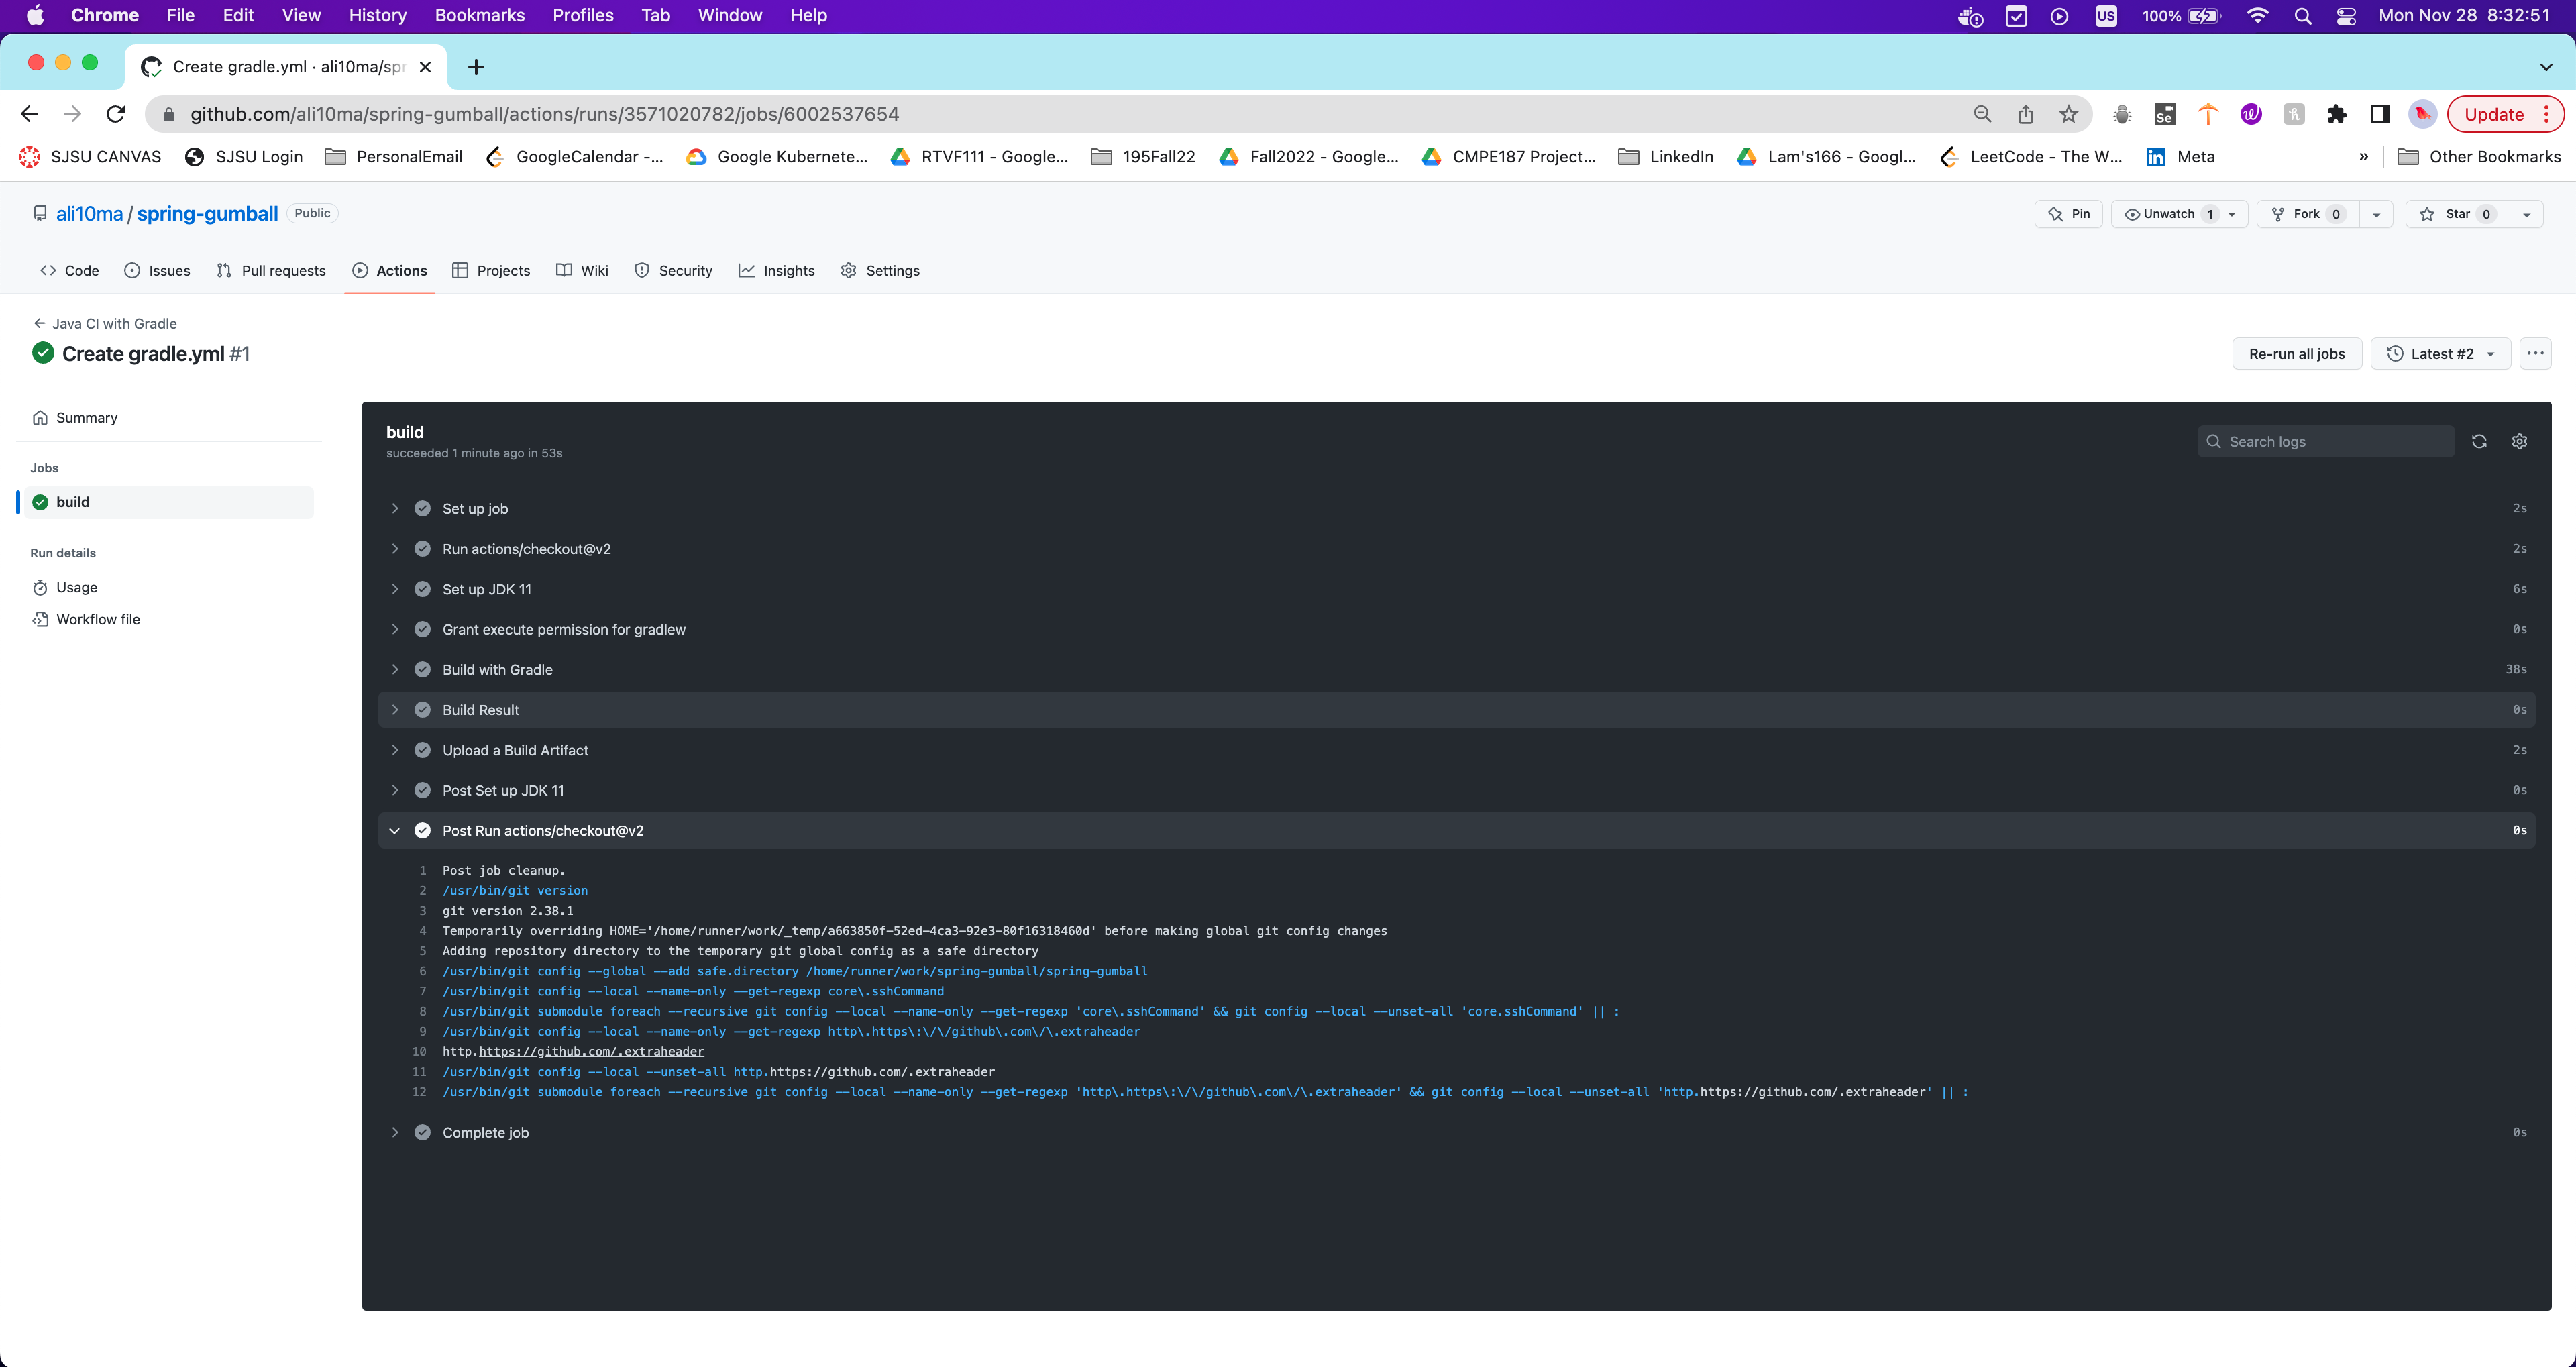 Chrome File Edit View History Bookmarks Profiles Tab Window Help US 100% Mon Nov 28 8:32:51
Create gradle.yml · ali10ma/spr
github.com/ali10ma/spring-gumball/actions/runs/3571020782/jobs/6002537654 Se Update
SJSU CANVAS SJSU Login PersonalEmail GoogleCalendar -... Google Kubernete... RTVF111 - Google... 195Fall22 Fall2022 - Google... CMPE187 Project... LinkedIn Lam's166 - Googl... LeetCode - The W... in Meta » Other Bookmarks
ali10ma / spring-gumball Public Pin Unwatch 1 Fork 0 Star 0
Code Issues Pull requests Actions Projects Wiki Security Insights Settings
Java CI with Gradle
Create gradle.yml #1 Re-run all jobs Latest #2
Summary
Jobs
build
Run details
Usage
Workflow file
build
succeeded 1 minute ago in 53s
Search logs
Set up job 2s
Run actions/checkout@v2 2s
Set up JDK 11 6s
Grant execute permission for gradlew 0s
Build with Gradle 38s
Build Result 0s
Upload a Build Artifact 2s
Post Set up JDK 11 0s
Post Run actions/checkout@v2 0s
1 Post job cleanup.
2 /usr/bin/git version
3 git version 2.38.1
4 Temporarily overriding HOME='/home/runner/work/_temp/a663850f-52ed-4ca3-92e3-80f16318460d' before making global git config changes
5 Adding repository directory to the temporary git global config as a safe directory
6 /usr/bin/git config --global --add safe.directory /home/runner/work/spring-gumball/spring-gumball
7 /usr/bin/git config --local --name-only --get-regexp core\.sshCommand
8 /usr/bin/git submodule foreach --recursive git config --local --name-only --get-regexp 'core\.sshCommand' && git config --local --unset-all 'core.sshCommand' || :
9 /usr/bin/git config --local --name-only --get-regexp http\.https\:\/\/github\.com\/\.extraheader
10 http.https://github.com/.extraheader
11 /usr/bin/git config --local --unset-all http.https://github.com/.extraheader
12 /usr/bin/git submodule foreach --recursive git config --local --name-only --get-regexp 'http\.https\:\/\/github\.com\/\.extraheader' && git config --local --unset-all 'http.https://github.com/.extraheader' || :
Complete job 0s